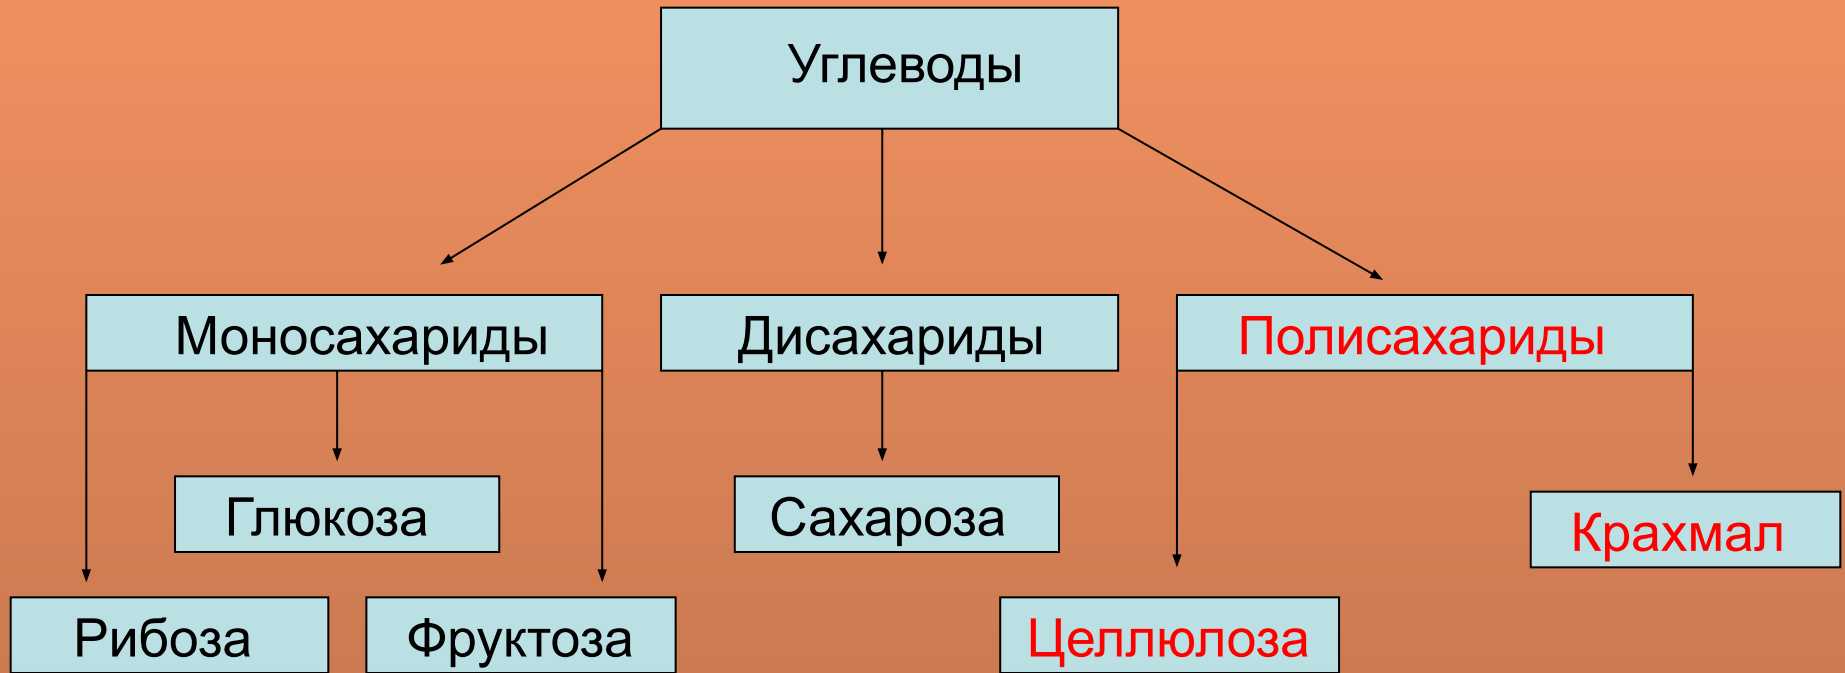 Углеводы
Моносахариды
Дисахариды
Полисахариды
Глюкоза
Сахароза
Крахмал
Рибоза
Фруктоза
Целлюлоза